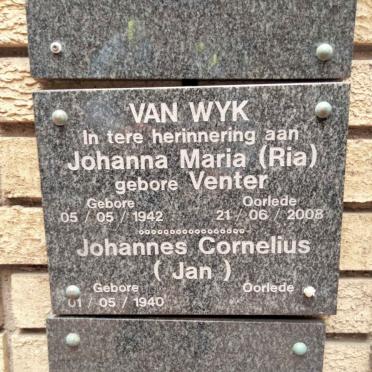 VAN WYK
In tere herinnering aan
Johanna Maria (Ria)
gebore Venter
Gebore Oorlede
05 / 05 / 1942 21 / 06 / 2008
Johannes Cornelius
( Jan )
Gebore Oorlede
01 / 05 / 1940